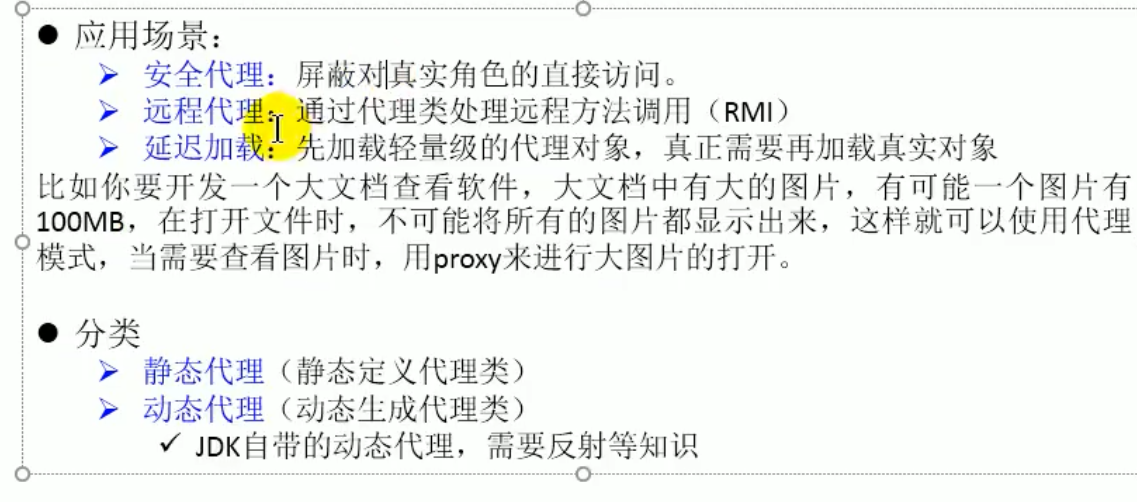 ● 应用场景：
➢ 安全代理：屏蔽对真实角色的直接访问。
➢ 远程代理：通过代理类处理远程方法调用（RMI）
➢ 延迟加载：先加载轻量级的代理对象，真正需要再加载真实对象
比如你要开发一个大文档查看软件，大文档中有大的图片，有可能一个图片有
100MB，在打开文件时，不可能将所有的图片都显示出来，这样就可以使用代理
模式，当需要查看图片时，用proxy来进行大图片的打开。
● 分类
➢ 静态代理（静态定义代理类）
➢ 动态代理（动态生成代理类）
✓ JDK自带的动态代理，需要反射等知识